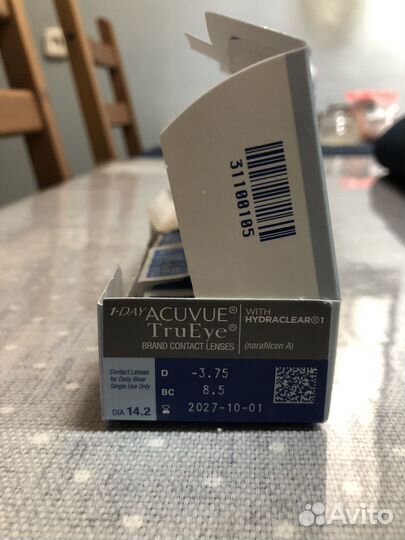 31100105
1-DAY ACUVUE®
TruEye®
BRAND CONTACT LENSES
WITH
HYDRACLEAR®1
(narafilcon A)
Contact Lenses
for Daily Wear
Single Use Only
DIA 14.2
D -3.75
BC 8.5
2027-10-01
Avito